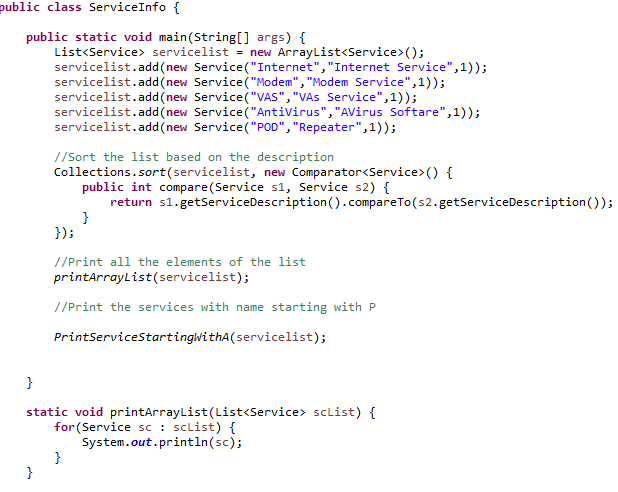 public class ServiceInfo {
public static void main(String[] args) {
List<Service> servicelist = new ArrayList<Service>();
servicelist.add(new Service("Internet","Internet Service",1));
servicelist.add(new Service("Modem","Modem Service",1));
servicelist.add(new Service("VAS","VAs Service",1));
servicelist.add(new Service("AntiVirus","AVirus Softare",1));
servicelist.add(new Service("POD","Repeater",1));
//Sort the list based on the description
Collections.sort(servicelist, new Comparator<Service>() {
public int compare(Service s1, Service s2) {
return s1.getServiceDescription().compareTo(s2.getServiceDescription());
}
});
//Print all the elements of the list
printArrayList(servicelist);
//Print the services with name starting with P
PrintServiceStartingWithA(servicelist);
}
static void printArrayList(List<Service> scList) {
for(Service sc : scList) {
System.out.println(sc);
}
}